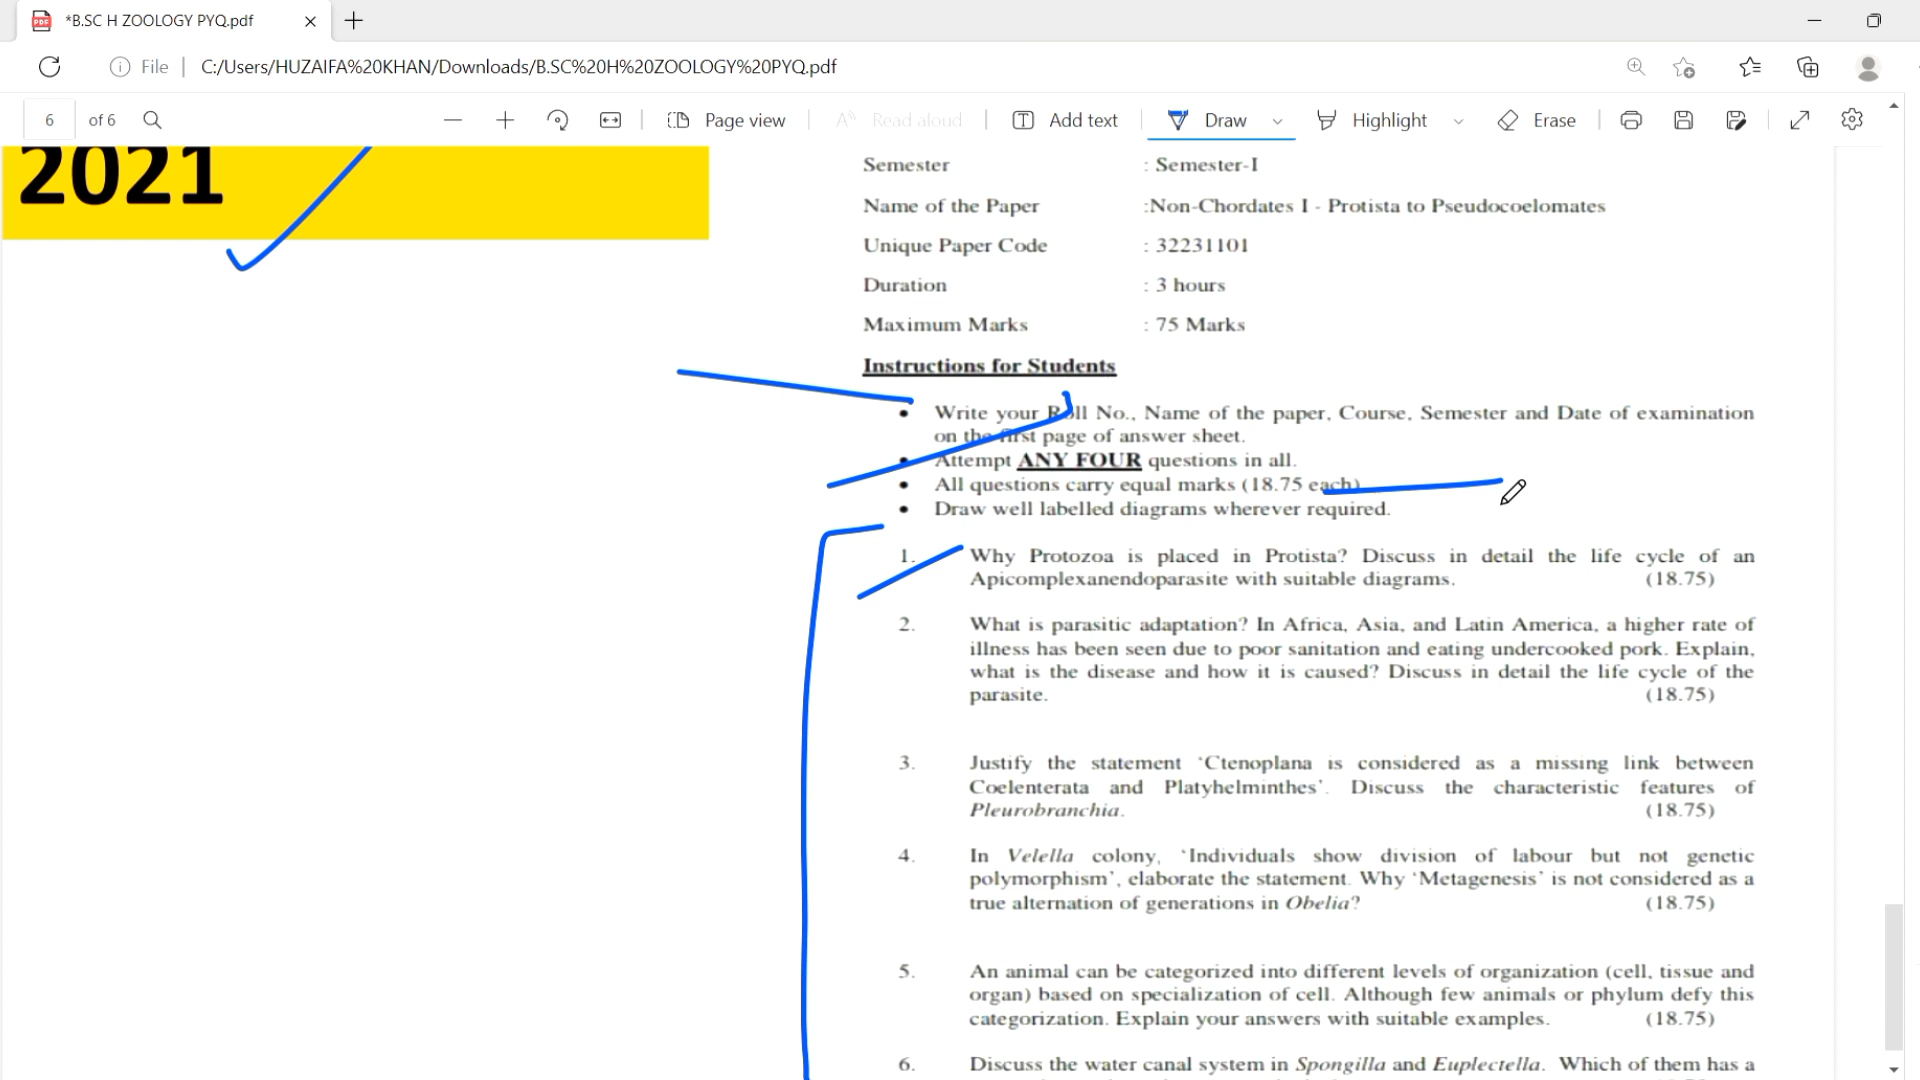 *B.SC H ZOOLOGY PYQ.pdf
File | C:/Users/HUZAIFA%20KHAN/Downloads/B.SC%20H%20ZOOLOGY%20PYQ.pdf
6 of 6 Page view Read aloud Add text Draw Highlight Erase
2021
Semester : Semester-I
Name of the Paper :Non-Chordates I - Protista to Pseudocoelomates
Unique Paper Code : 32231101
Duration : 3 hours
Maximum Marks : 75 Marks
Instructions for Students
• Write your Roll No., Name of the paper, Course, Semester and Date of examination
on the first page of answer sheet.
• Attempt ANY FOUR questions in all.
• All questions carry equal marks (18.75 each)
• Draw well labelled diagrams wherever required.
1. Why Protozoa is placed in Protista? Discuss in detail the life cycle of an
Apicomplexanendoparasite with suitable diagrams. (18.75)
2. What is parasitic adaptation? In Africa, Asia, and Latin America, a higher rate of
illness has been seen due to poor sanitation and eating undercooked pork. Explain,
what is the disease and how it is caused? Discuss in detail the life cycle of the
parasite. (18.75)
3. Justify the statement ‘Ctenoplana is considered as a missing link between
Coelenterata and Platyhelminthes’. Discuss the characteristic features of
Pleurobranchia. (18.75)
4. In Velella colony, ‘Individuals show division of labour but not genetic
polymorphism’, elaborate the statement. Why ‘Metagenesis’ is not considered as a
true alternation of generations in Obelia? (18.75)
5. An animal can be categorized into different levels of organization (cell, tissue and
organ) based on specialization of cell. Although few animals or phylum defy this
categorization. Explain your answers with suitable examples. (18.75)
6. Discuss the water canal system in Spongilla and Euplectella. Which of them has a